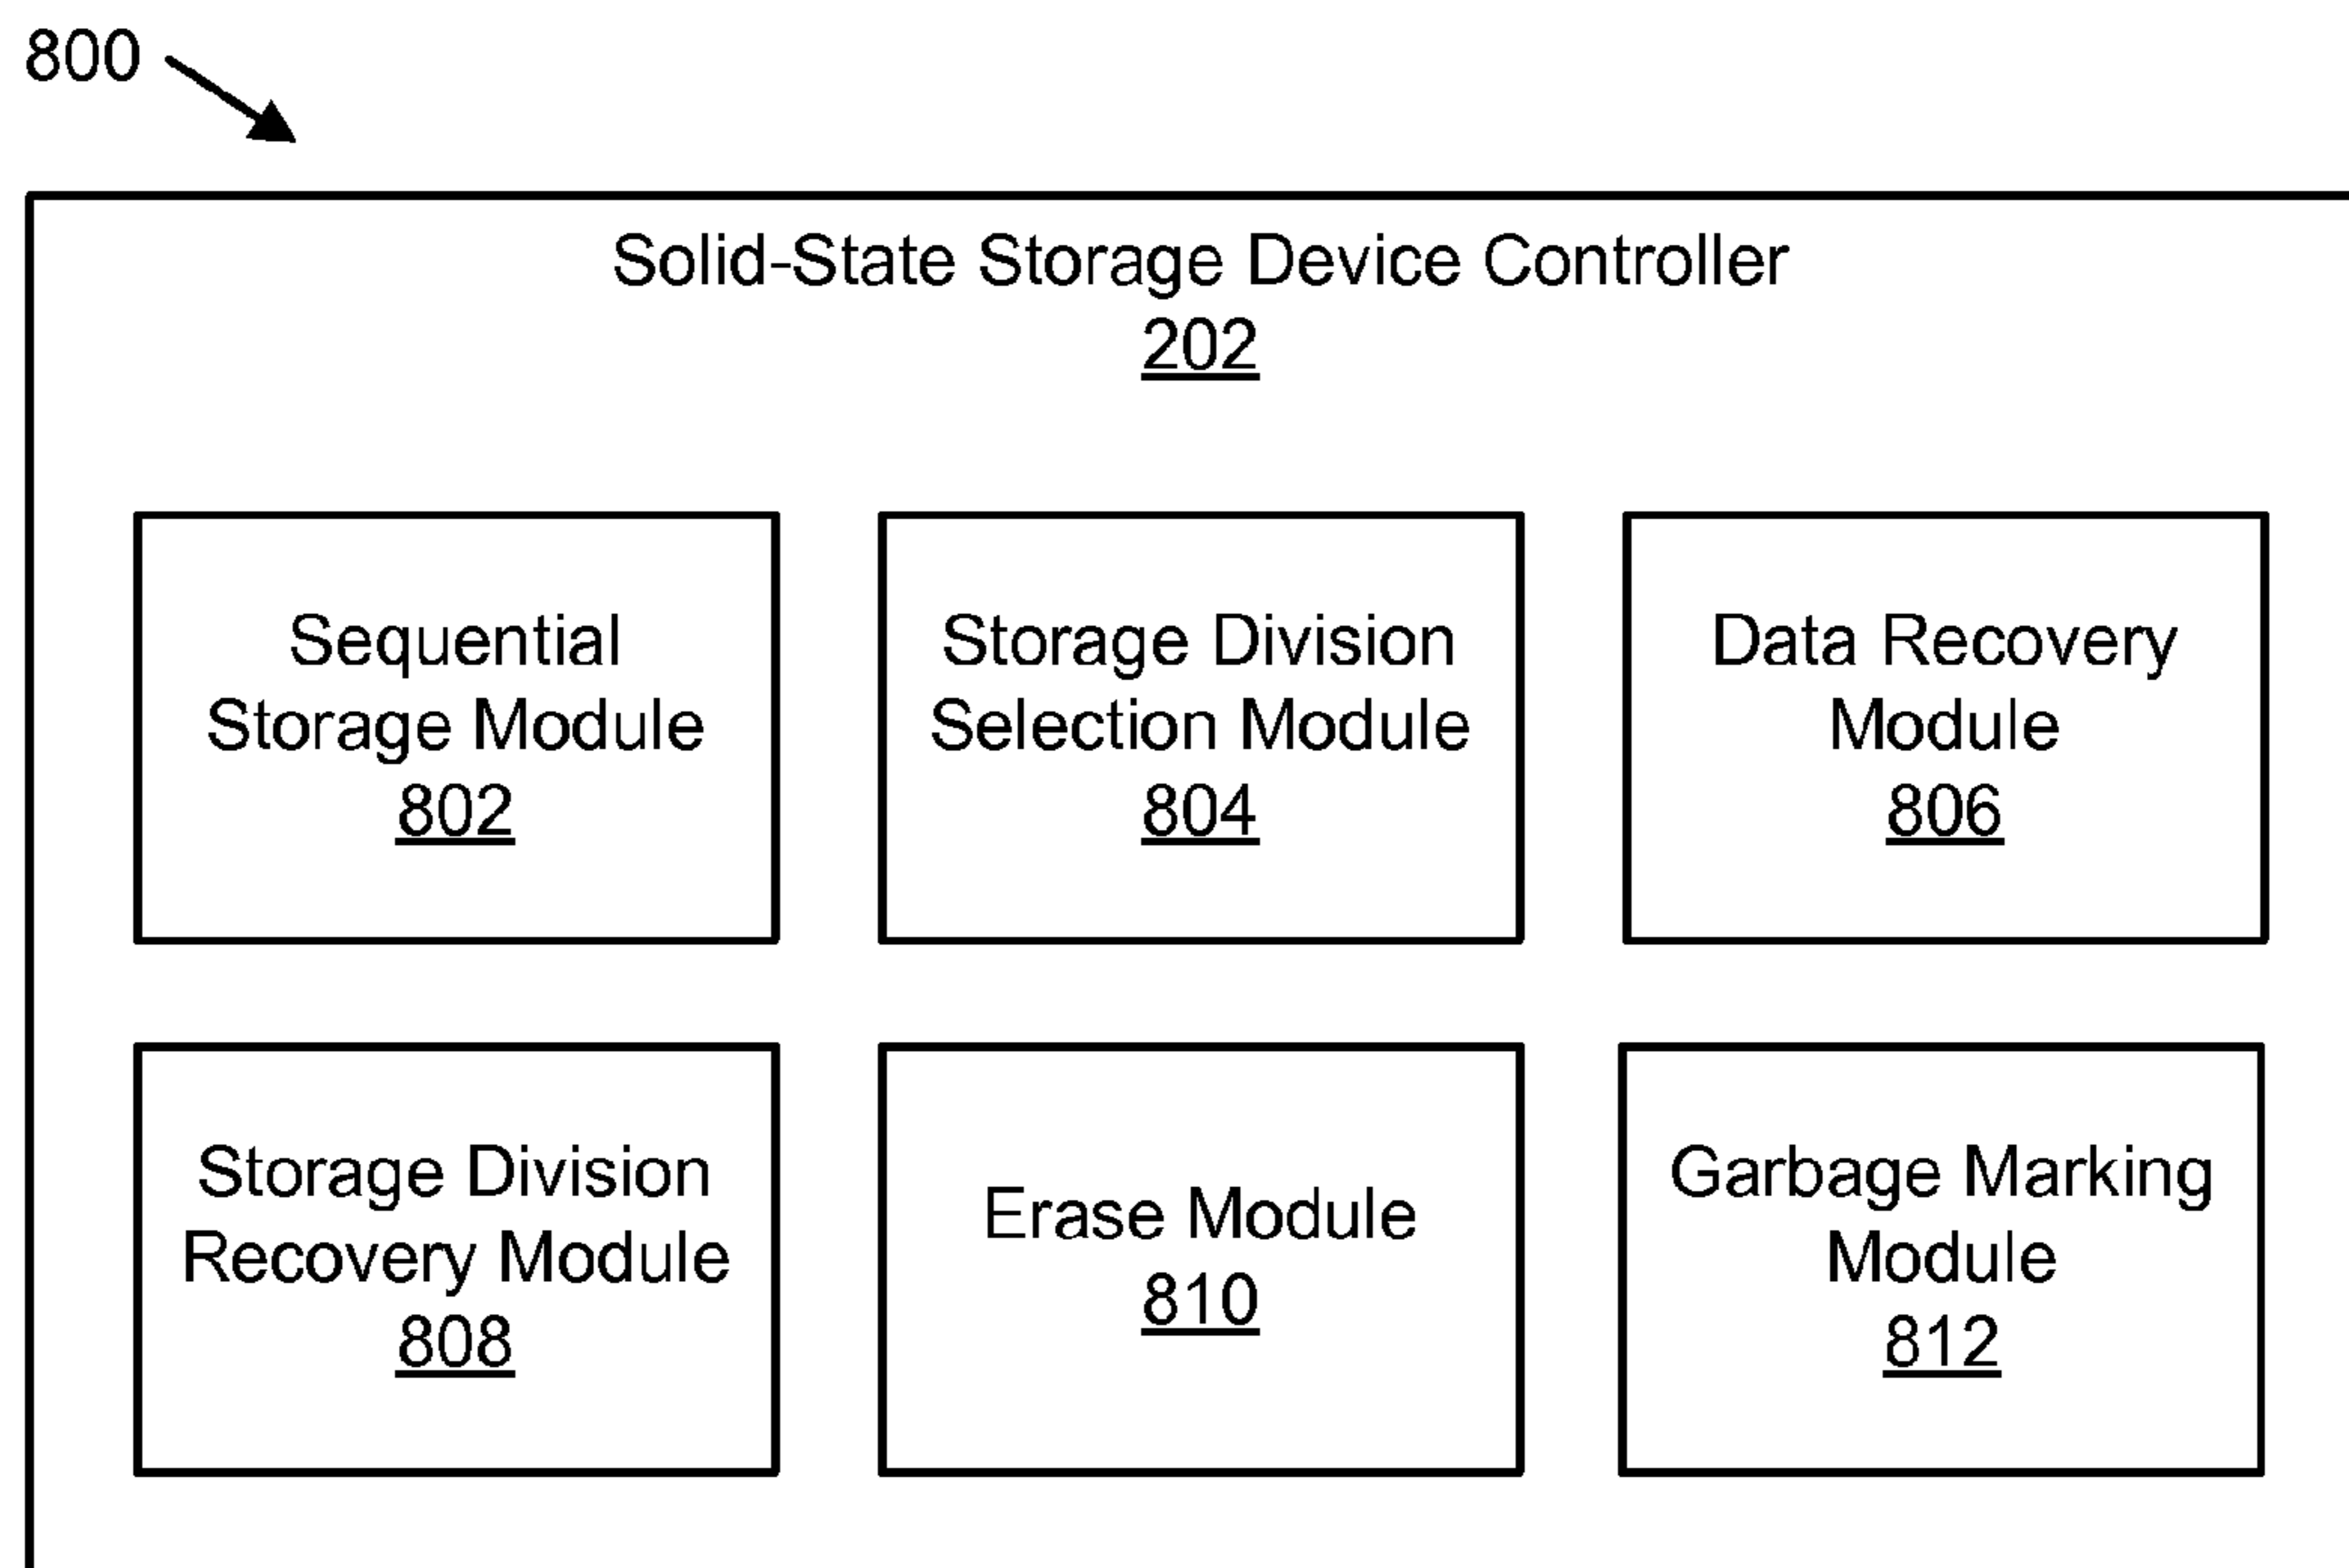 800
Solid-State Storage Device Controller
202
Sequential
Storage Module
802
Storage Division
Selection Module
804
Data Recovery
Module
806
Storage Division
Recovery Module
808
Erase Module
810
Garbage Marking
Module
812